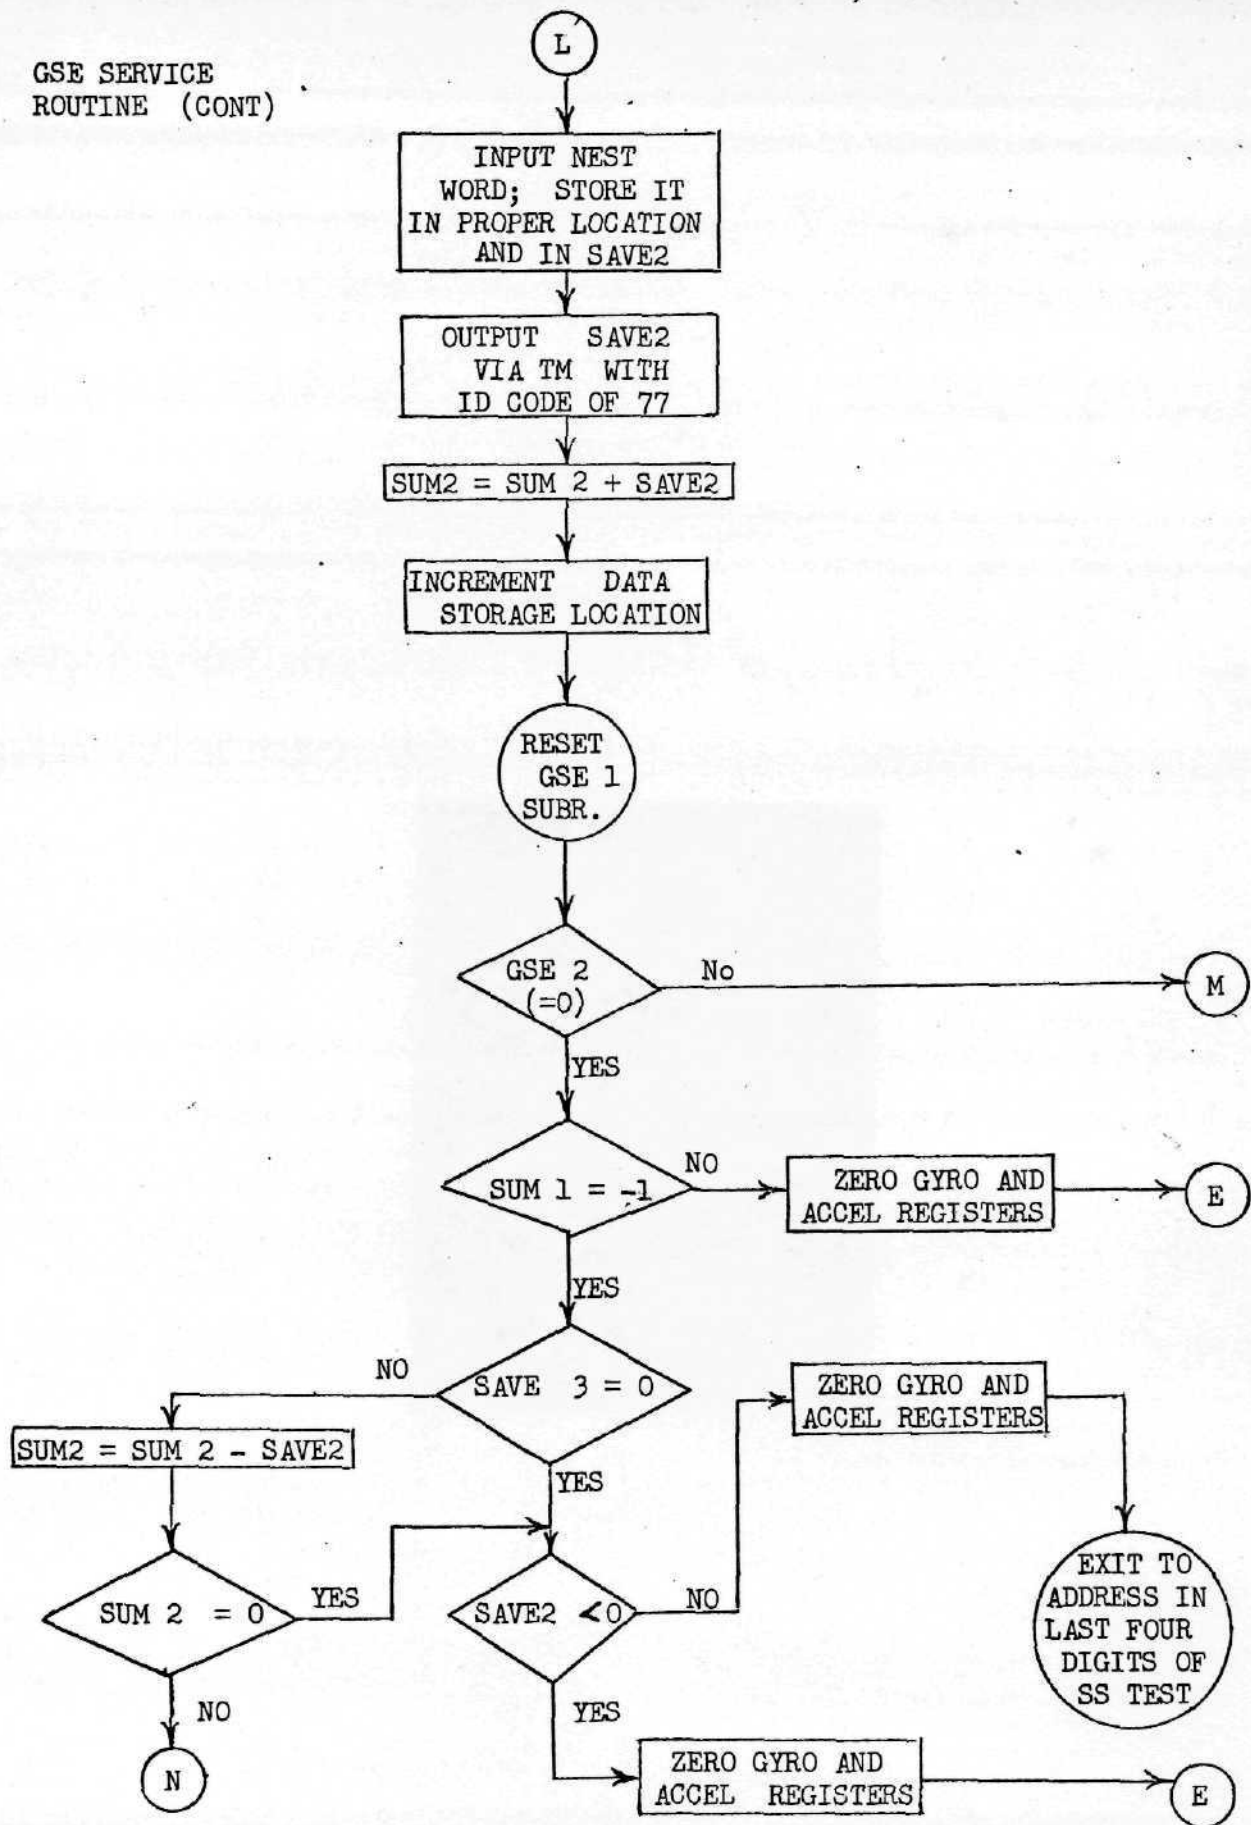 L
GSE SERVICE
ROUTINE (CONT)
INPUT NEST
WORD; STORE IT
IN PROPER LOCATION
AND IN SAVE2
OUTPUT SAVE2
VIA TM WITH
ID CODE OF 77
SUM2 = SUM 2 + SAVE2
INCREMENT DATA
STORAGE LOCATION
RESET
GSE 1
SUBR.
GSE 2
(=0)
No
M
YES
SUM 1 = -1
NO
ZERO GYRO AND
ACCEL REGISTERS
E
YES
SAVE 3 = 0
NO
SUM2 = SUM 2 - SAVE2
YES
ZERO GYRO AND
ACCEL REGISTERS
SUM 2 = 0
YES
SAVE2 <0
NO
EXIT TO
ADDRESS IN
LAST FOUR
DIGITS OF
SS TEST
NO
N
YES
ZERO GYRO AND
ACCEL REGISTERS
E